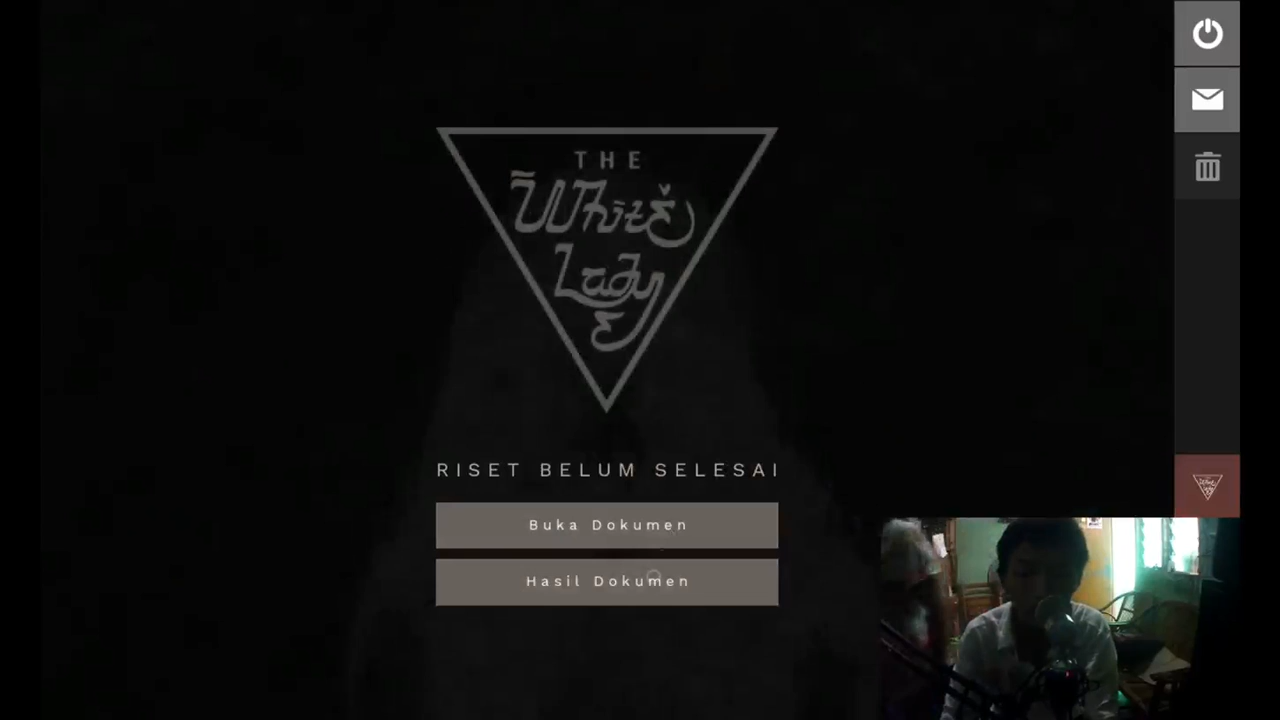 THE
White
Lady
RISET BELUM SELESAI
Buka Dokumen
Hasil Dokumen